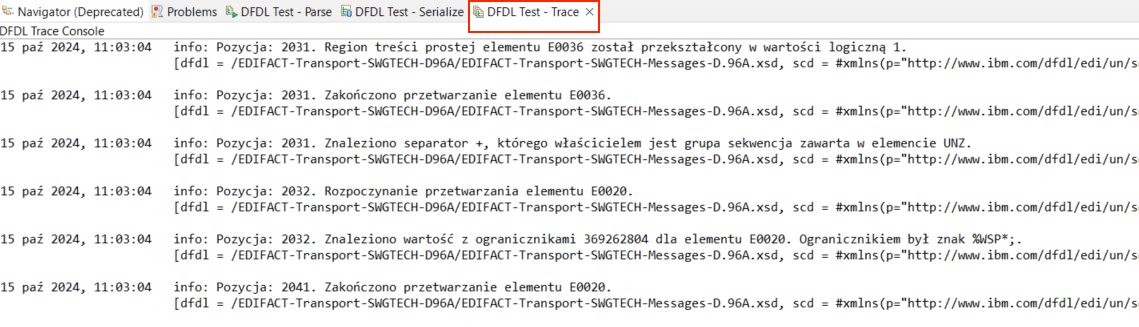 Navigator (Deprecated) Problems DFDL Test - Parse DFDL Test - Serialize DFDL Test - Trace
DFDL Trace Console
15 paź 2024, 11:03:04 info: Pozycja: 2031. Region treści prostej elementu E0036 został przekształcony w wartości logiczną 1.
[dfdl = /EDIFACT-Transport-SWGTECH-D96A/EDIFACT-Transport-SWGTECH-Messages-D.96A.xsd, scd = #xmlns(p="http://www.ibm.com/dfdl/edi/un/s
15 paź 2024, 11:03:04 info: Pozycja: 2031. Zakończono przetwarzanie elementu E0036.
[dfdl = /EDIFACT-Transport-SWGTECH-D96A/EDIFACT-Transport-SWGTECH-Messages-D.96A.xsd, scd = #xmlns(p="http://www.ibm.com/dfdl/edi/un/s
15 paź 2024, 11:03:04 info: Pozycja: 2031. Znaleziono separator +, którego właścicielem jest grupa sekwencja zawarta w elemencie UNZ.
[dfdl = /EDIFACT-Transport-SWGTECH-D96A/EDIFACT-Transport-SWGTECH-Messages-D.96A.xsd, scd = #xmlns(p="http://www.ibm.com/dfdl/edi/un/s
15 paź 2024, 11:03:04 info: Pozycja: 2032. Rozpoczynanie przetwarzania elementu E0020.
[dfdl = /EDIFACT-Transport-SWGTECH-D96A/EDIFACT-Transport-SWGTECH-Messages-D.96A.xsd, scd = #xmlns(p="http://www.ibm.com/dfdl/edi/un/s
15 paź 2024, 11:03:04 info: Pozycja: 2032. Znaleziono wartość z ogranicznikami 369262804 dla elementu E0020. Ogranicznikiem był znak %WSP*;.
[dfdl = /EDIFACT-Transport-SWGTECH-D96A/EDIFACT-Transport-SWGTECH-Messages-D.96A.xsd, scd = #xmlns(p="http://www.ibm.com/dfdl/edi/un/s
15 paź 2024, 11:03:04 info: Pozycja: 2041. Zakończono przetwarzanie elementu E0020.
[dfdl = /EDIFACT-Transport-SWGTECH-D96A/EDIFACT-Transport-SWGTECH-Messages-D.96A.xsd, scd = #xmlns(p="http://www.ibm.com/dfdl/edi/un/s